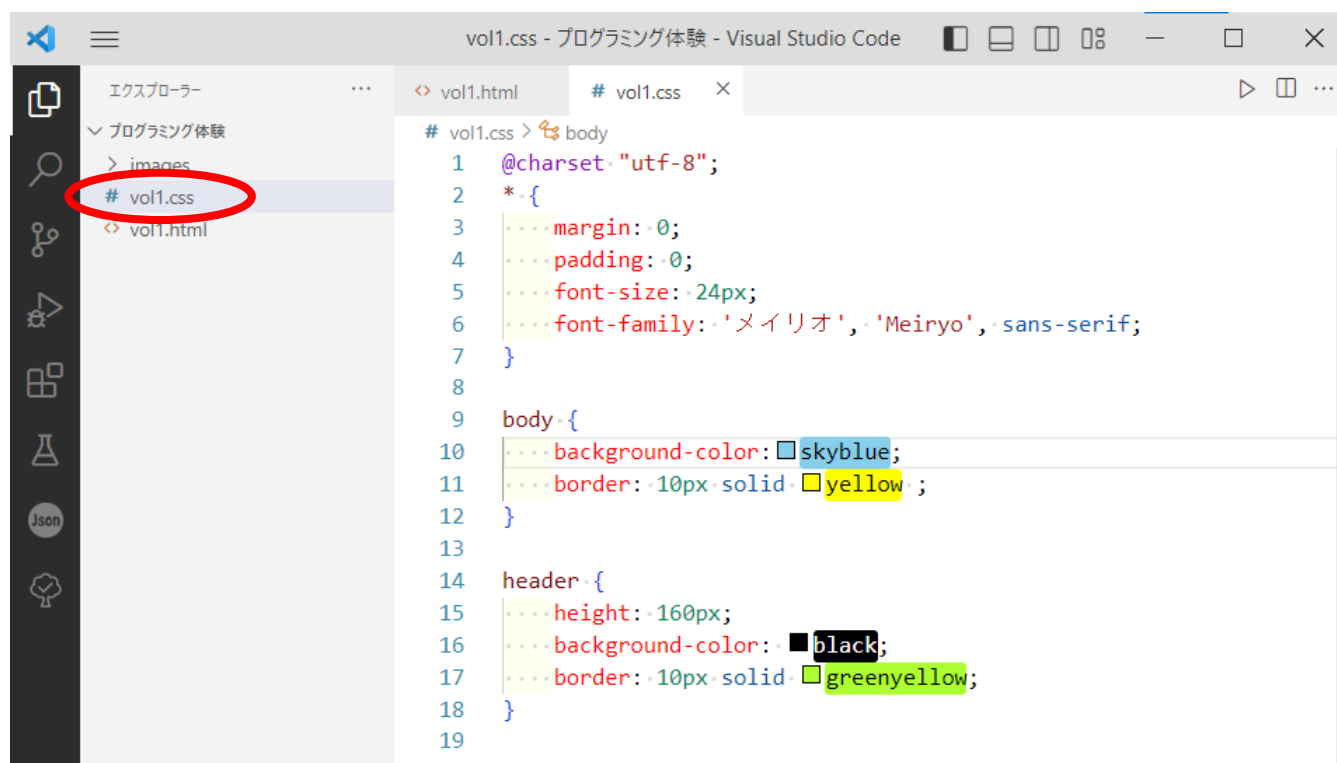 vol1.css - プログラミング体験 - Visual Studio Code
エクスプローラー ···
プログラミング体験
images
# vol1.css
<> vol1.html
<> vol1.html # vol1.css
# vol1.css > body
1 @charset "utf-8";
2 * {
3 margin: 0;
4 padding: 0;
5 font-size: 24px;
6 font-family: 'メイリオ', 'Meiryo', sans-serif;
7 }
8
9 body {
10 background-color: skyblue;
11 border: 10px solid yellow ;
12 }
13
14 header {
15 height: 160px;
16 background-color: black;
17 border: 10px solid greenyellow;
18 }
19
Json